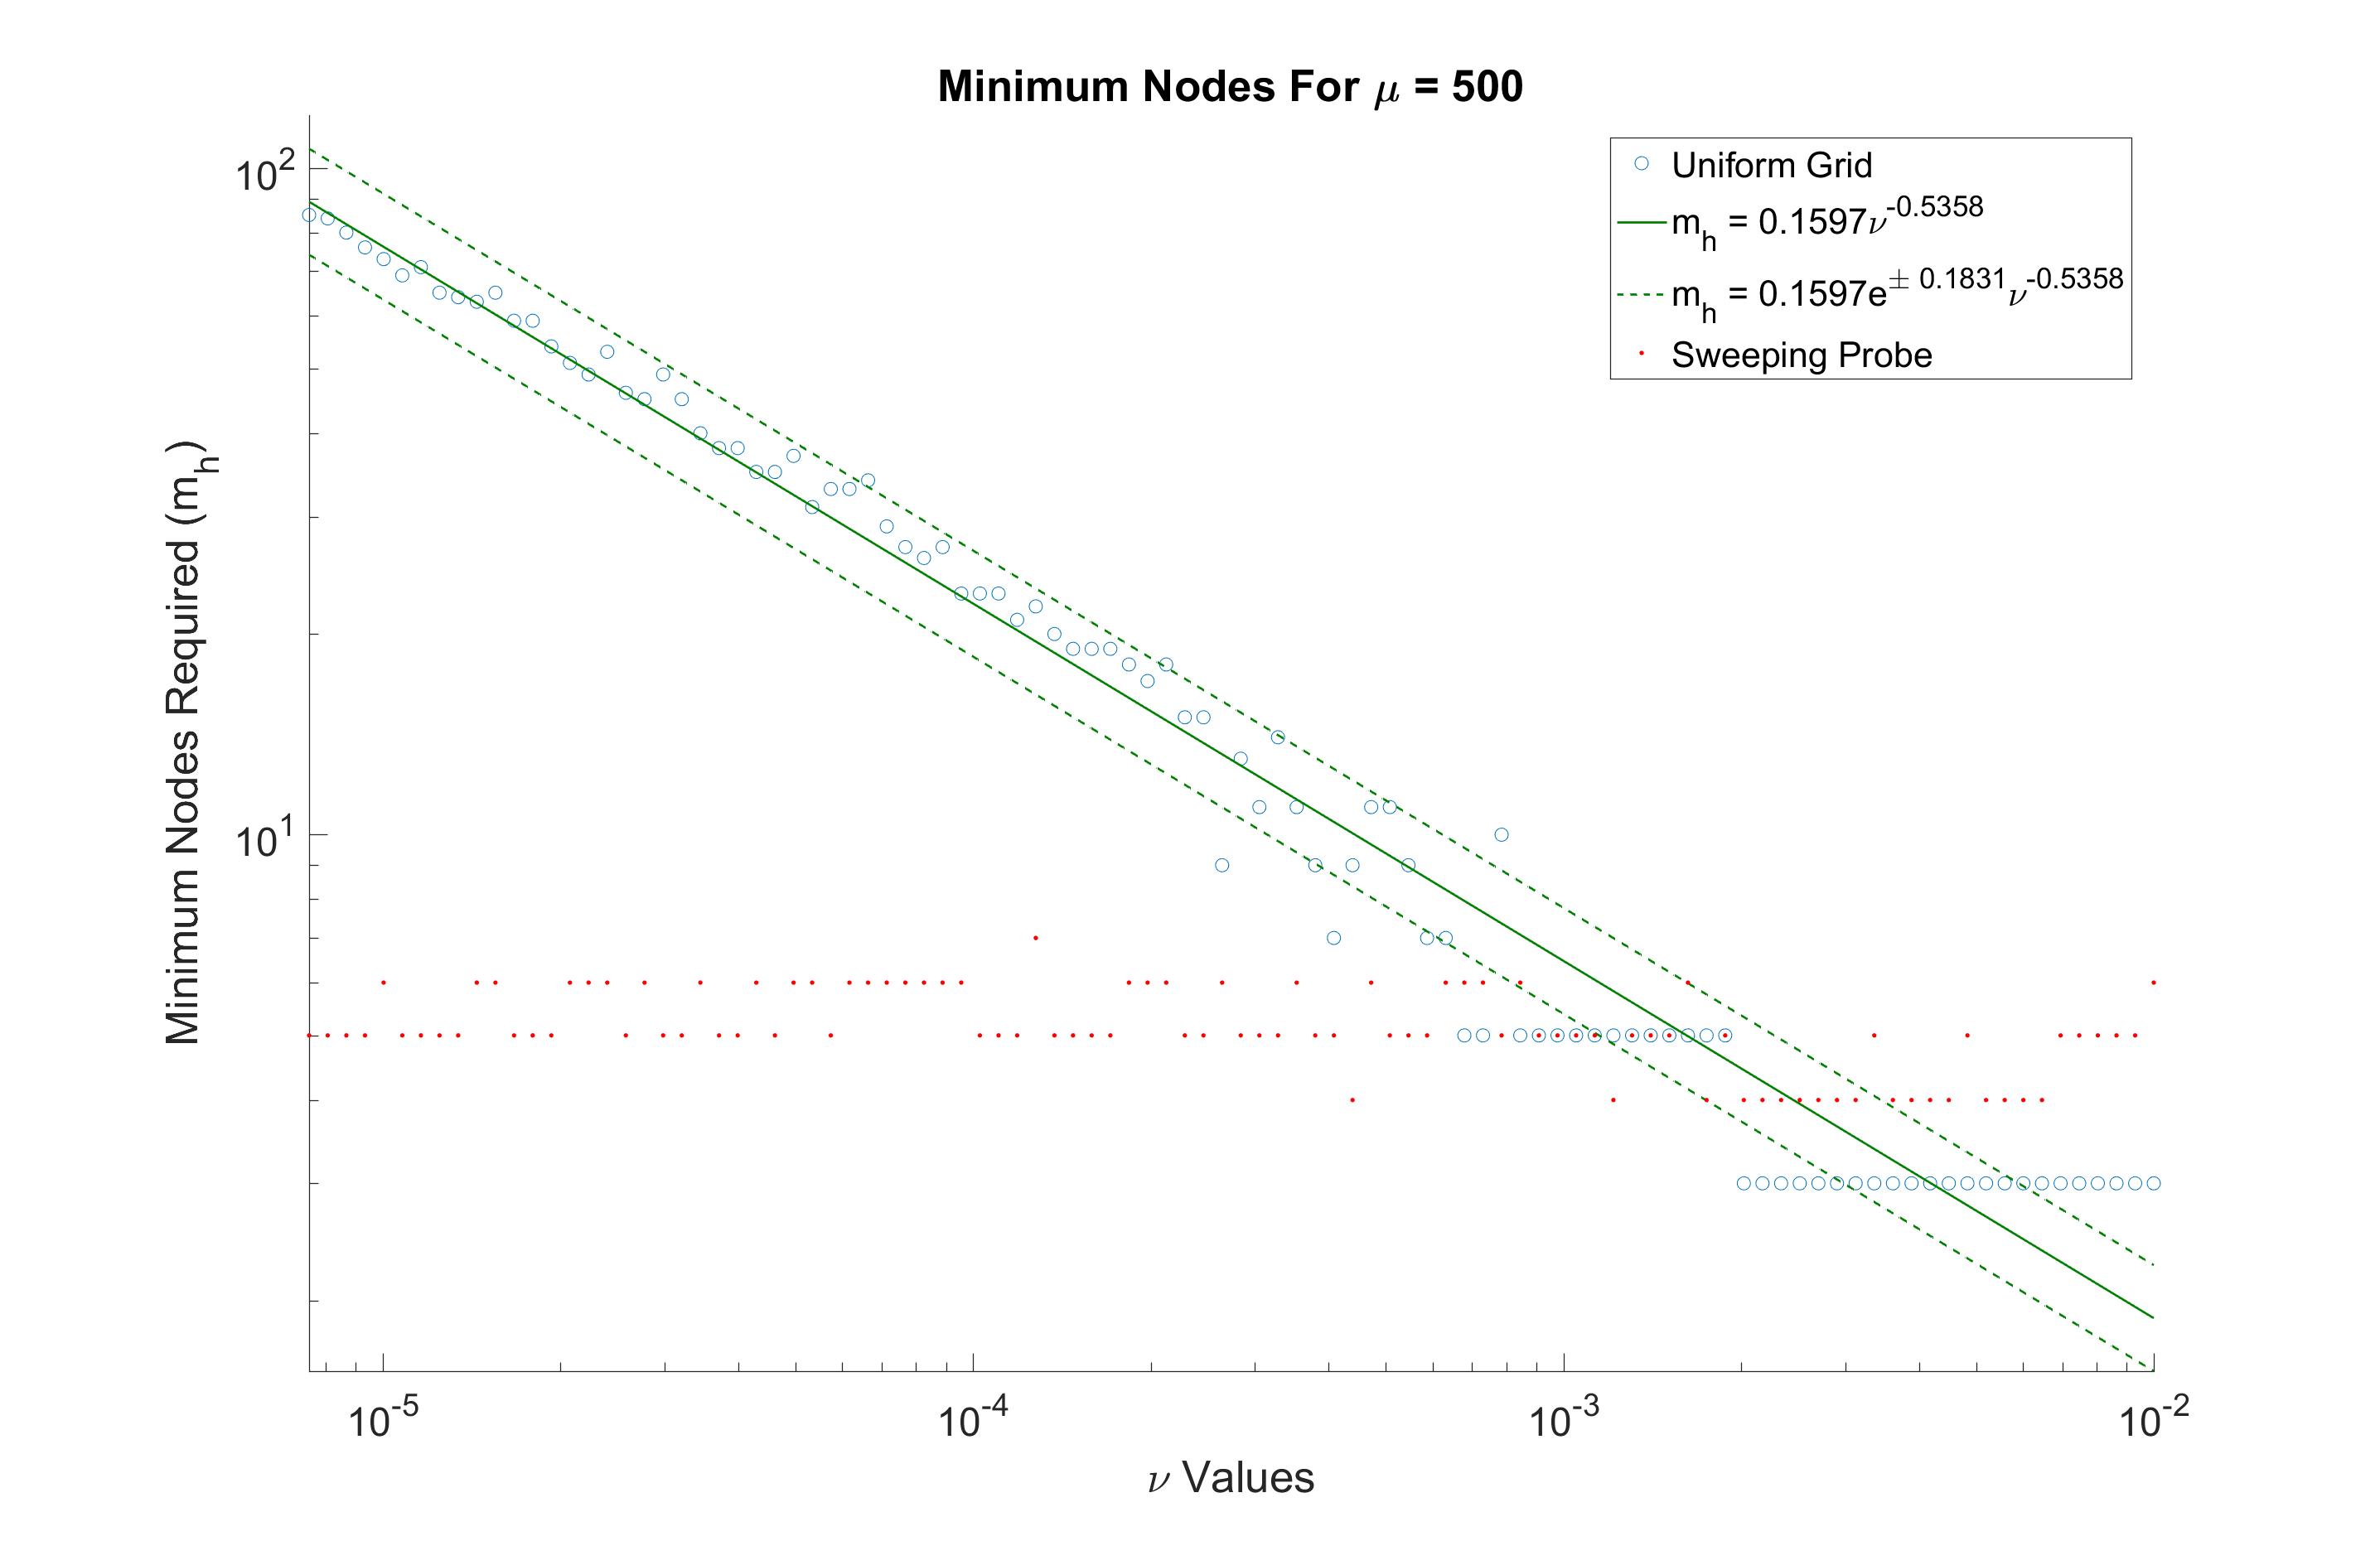 Minimum Nodes For μ = 500
Uniform Grid
m_h = 0.1597ν^-0.5358
m_h = 0.1597e^± 0.1831ν^-0.5358
Sweeping Probe
Minimum Nodes Required (m_h)
10^2
10^1
10^-5
10^-4
10^-3
10^-2
ν Values